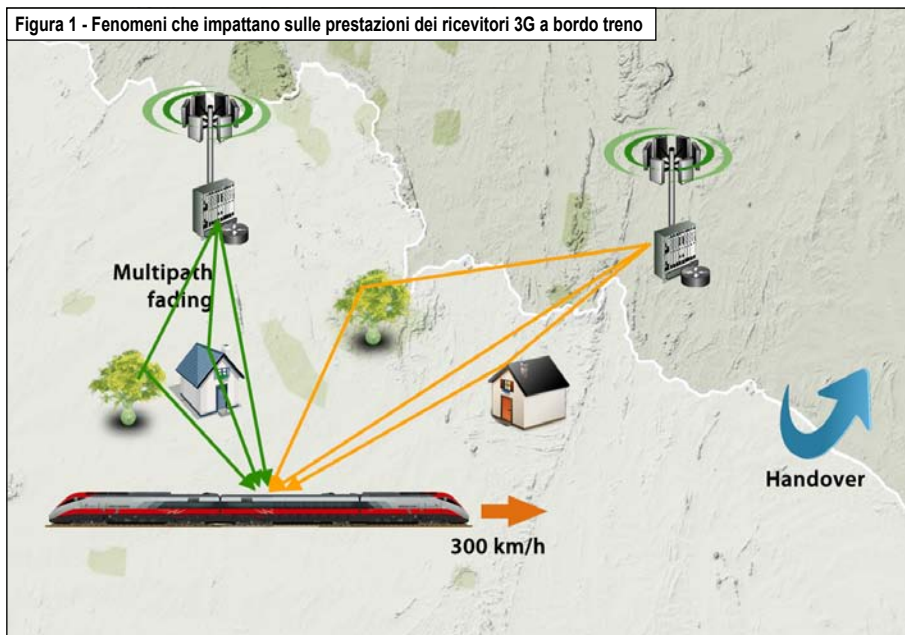 Figura 1 - Fenomeni che impattano sulle prestazioni dei ricevitori 3G a bordo treno
Multipath
fading
Handover
300 km/h